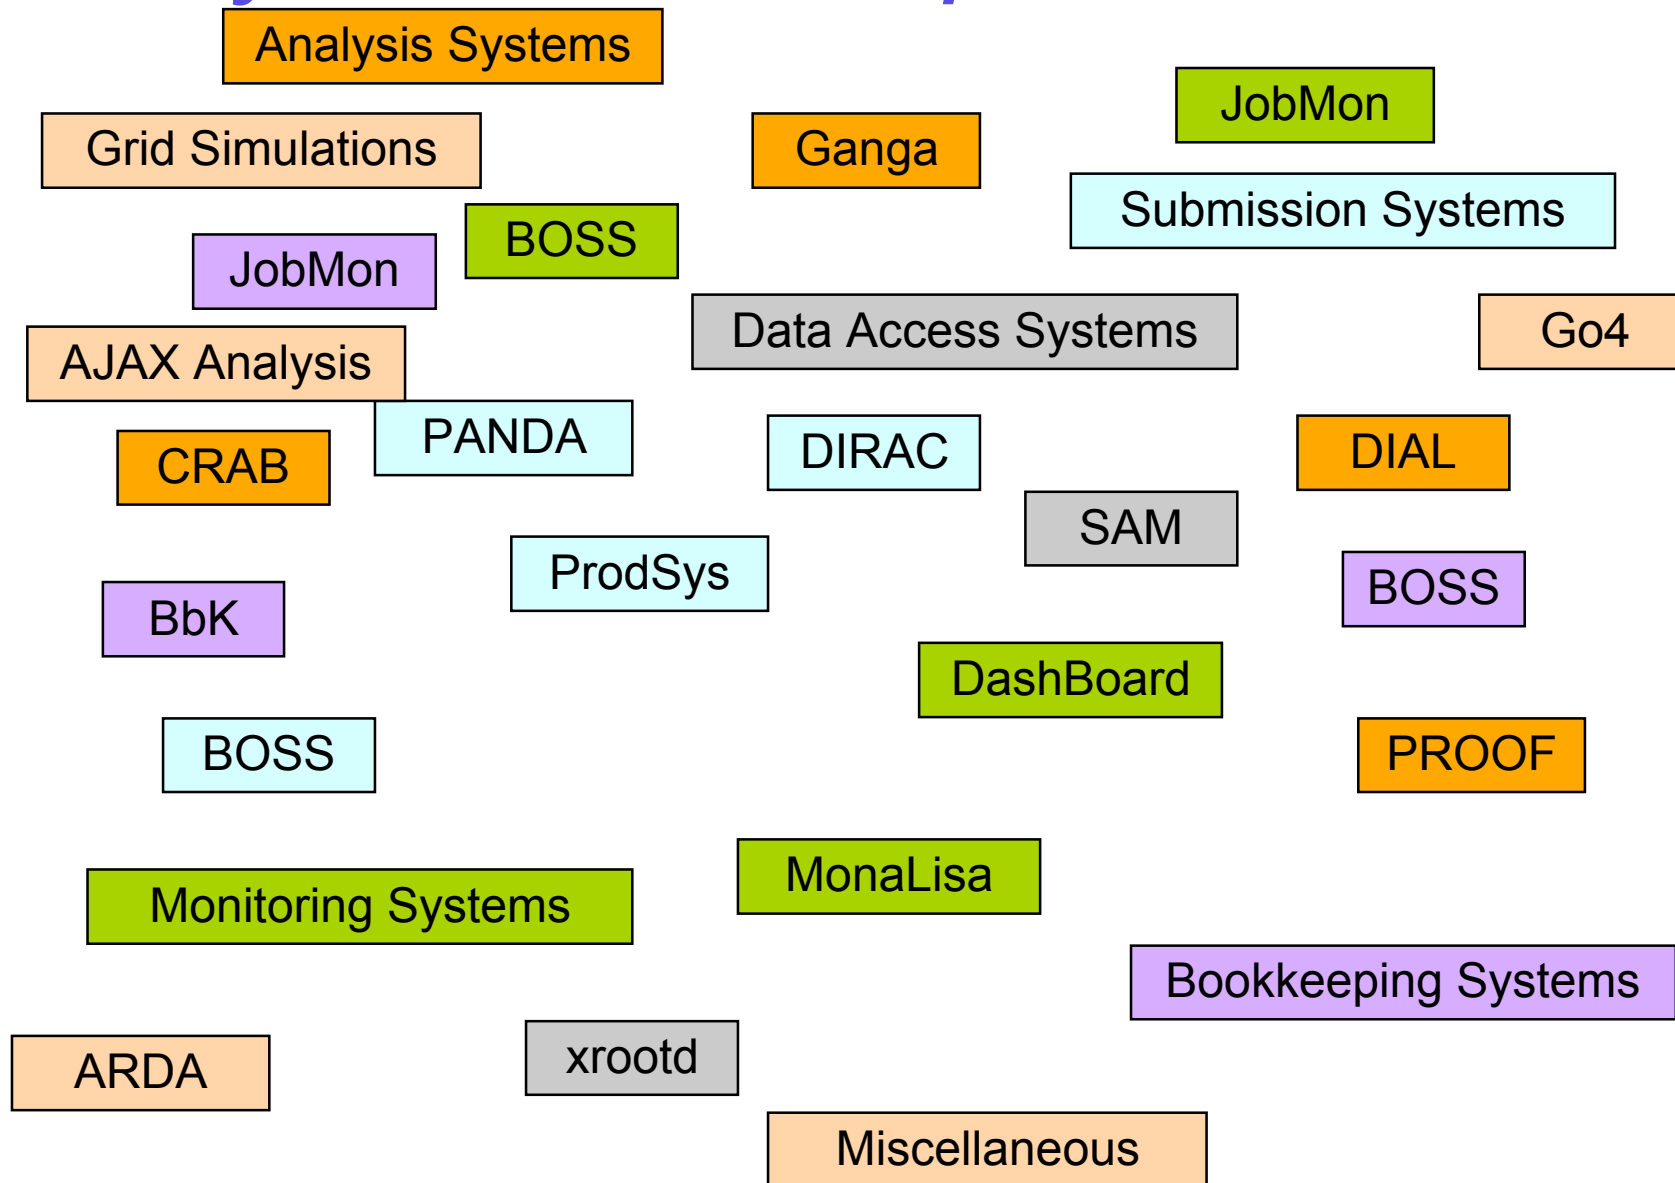 Analysis Systems
JobMon
Grid Simulations
Ganga
Submission Systems
BOSS
JobMon
Data Access Systems
Go4
AJAX Analysis
PANDA
DIRAC
DIAL
CRAB
SAM
ProdSys
BOSS
BbK
DashBoard
BOSS
PROOF
MonaLisa
Monitoring Systems
Bookkeeping Systems
xrootd
ARDA
Miscellaneous